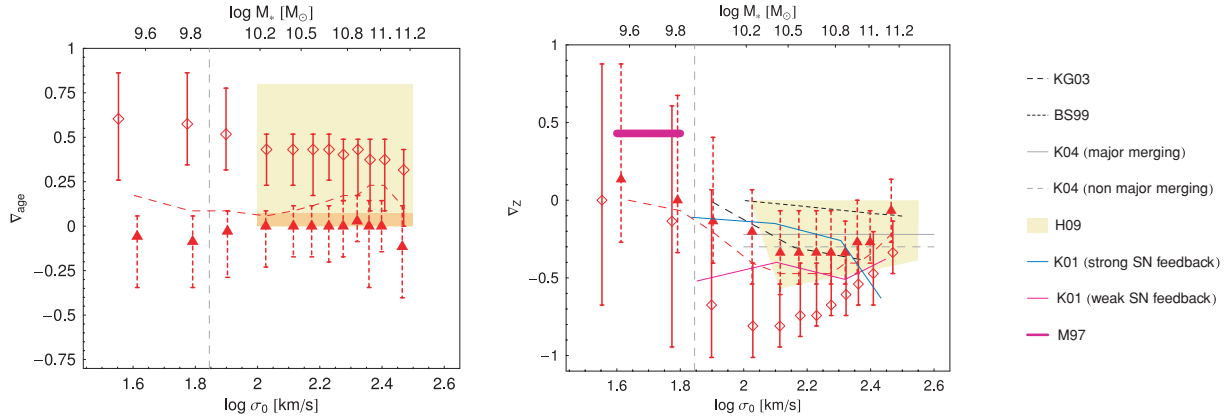 log M* [M⊙]
9.6 9.8 10.2 10.5 10.8 11. 11.2
1
0.75
0.5
0.25
0
−0.25
−0.5
−0.75
∇age
1.6 1.8 2 2.2 2.4 2.6
log σ0 [km/s]
log M* [M⊙]
9.6 9.8 10.2 10.5 10.8 11. 11.2
1
0.5
0
−0.5
−1
∇Z
1.6 1.8 2 2.2 2.4 2.6
log σ0 [km/s]
KG03
BS99
K04 (major merging)
K04 (non major merging)
H09
K01 (strong SN feedback)
K01 (weak SN feedback)
M97